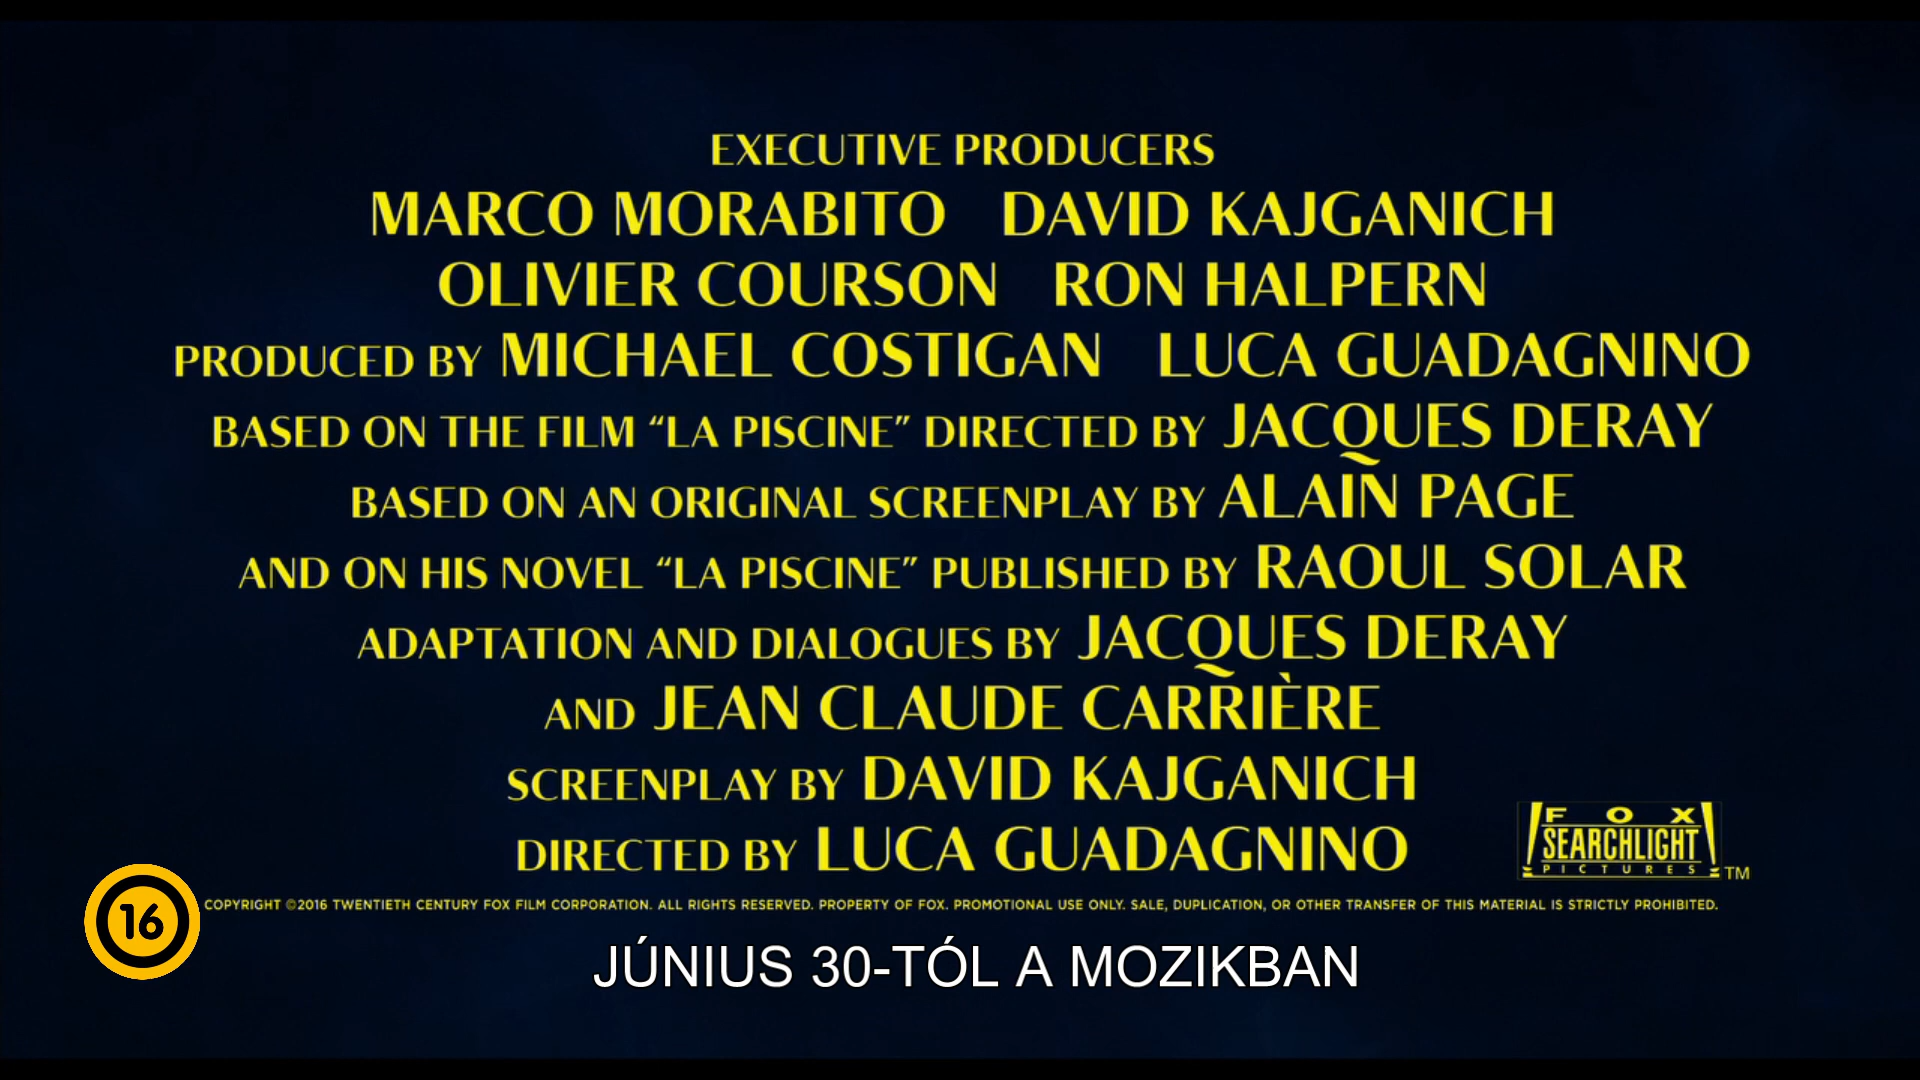 EXECUTIVE PRODUCERS
MARCO MORABITO DAVID KAJGANICH
OLIVIER COURSON RON HALPERN
PRODUCED BY MICHAEL COSTIGAN LUCA GUADAGNINO
BASED ON THE FILM “LA PISCINE” DIRECTED BY JACQUES DERAY
BASED ON AN ORIGINAL SCREENPLAY BY ALAIN PAGE
AND ON HIS NOVEL “LA PISCINE” PUBLISHED BY RAOUL SOLAR
ADAPTATION AND DIALOGUES BY JACQUES DERAY
AND JEAN CLAUDE CARRIÈRE
SCREENPLAY BY DAVID KAJGANICH
DIRECTED BY LUCA GUADAGNINO
FOX
SEARCHLIGHT
PICTURES TM
16
COPYRIGHT ©2016 TWENTIETH CENTURY FOX FILM CORPORATION. ALL RIGHTS RESERVED. PROPERTY OF FOX. PROMOTIONAL USE ONLY. SALE, DUPLICATION, OR OTHER TRANSFER OF THIS MATERIAL IS STRICTLY PROHIBITED.
JÚNIUS 30-TÓL A MOZIKBAN